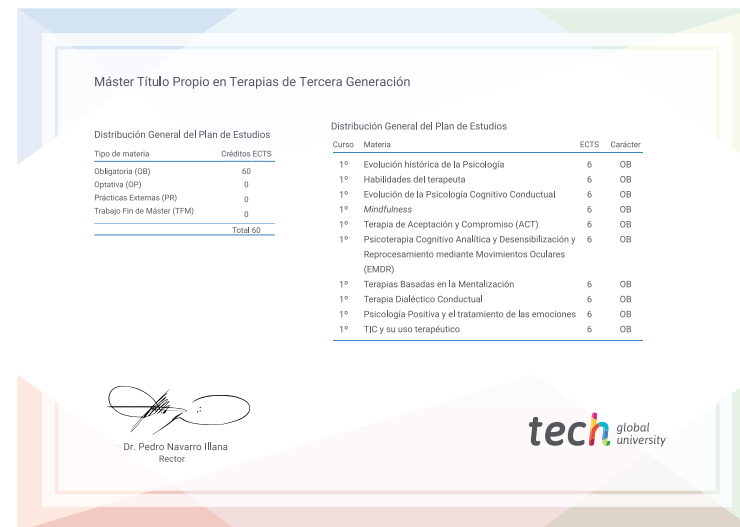 Máster Título Propio en Terapias de Tercera Generación
Distribución General del Plan de Estudios
Tipo de materia Créditos ECTS
Obligatoria (OB) 60
Optativa (OP) 0
Prácticas Externas (PR) 0
Trabajo Fin de Máster (TFM) 0
Total 60
Distribución General del Plan de Estudios
Curso Materia ECTS Carácter
1º Evolución histórica de la Psicología 6 OB
1º Habilidades del terapeuta 6 OB
1º Evolución de la Psicología Cognitivo Conductual 6 OB
1º Mindfulness 6 OB
1º Terapia de Aceptación y Compromiso (ACT) 6 OB
1º Psicoterapia Cognitivo Analítica y Desensibilización y 6 OB
Reprocesamiento mediante Movimientos Oculares
(EMDR)
1º Terapias Basadas en la Mentalización 6 OB
1º Terapia Dialéctico Conductual 6 OB
1º Psicología Positiva y el tratamiento de las emociones 6 OB
1º TIC y su uso terapéutico 6 OB
Dr. Pedro Navarro Illana
Rector
tech global
university